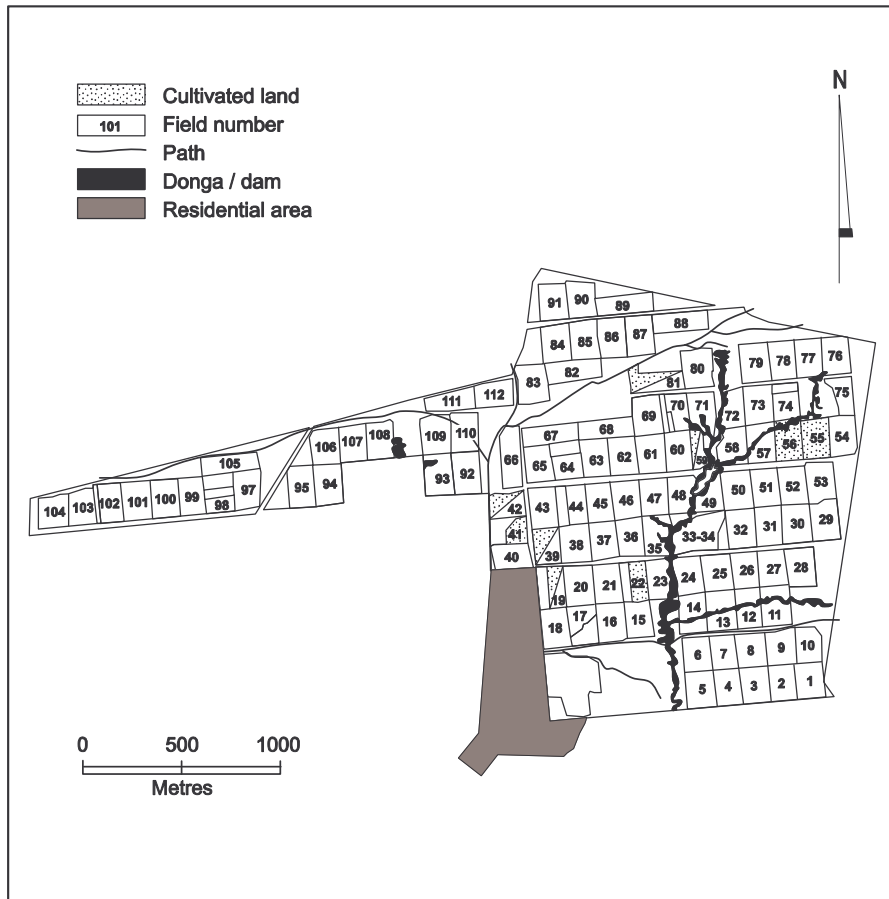 N
Cultivated land
101 Field number
Path
Donga / dam
Residential area
91 90 89
84 85 86 87 88
83 82
81 80 79 78 77 76
111 112
69 70 71 72 73 74 75
106 107 108 109 110
67 68
66 65 64 63 62 61 60 59 58 57 56 55 54
105
95 94 93 92
104 103 102 101 100 99 98 97
42 43 44 45 46 47 48 49 50 51 52 53
41
40 39 38 37 36 35 33-34 32 31 30 29
19 20 21 22 23 24 25 26 27 28
18 17 16 15 14 13 12 11
6 7 8 9 10
5 4 3 2 1
0 500 1000
Metres